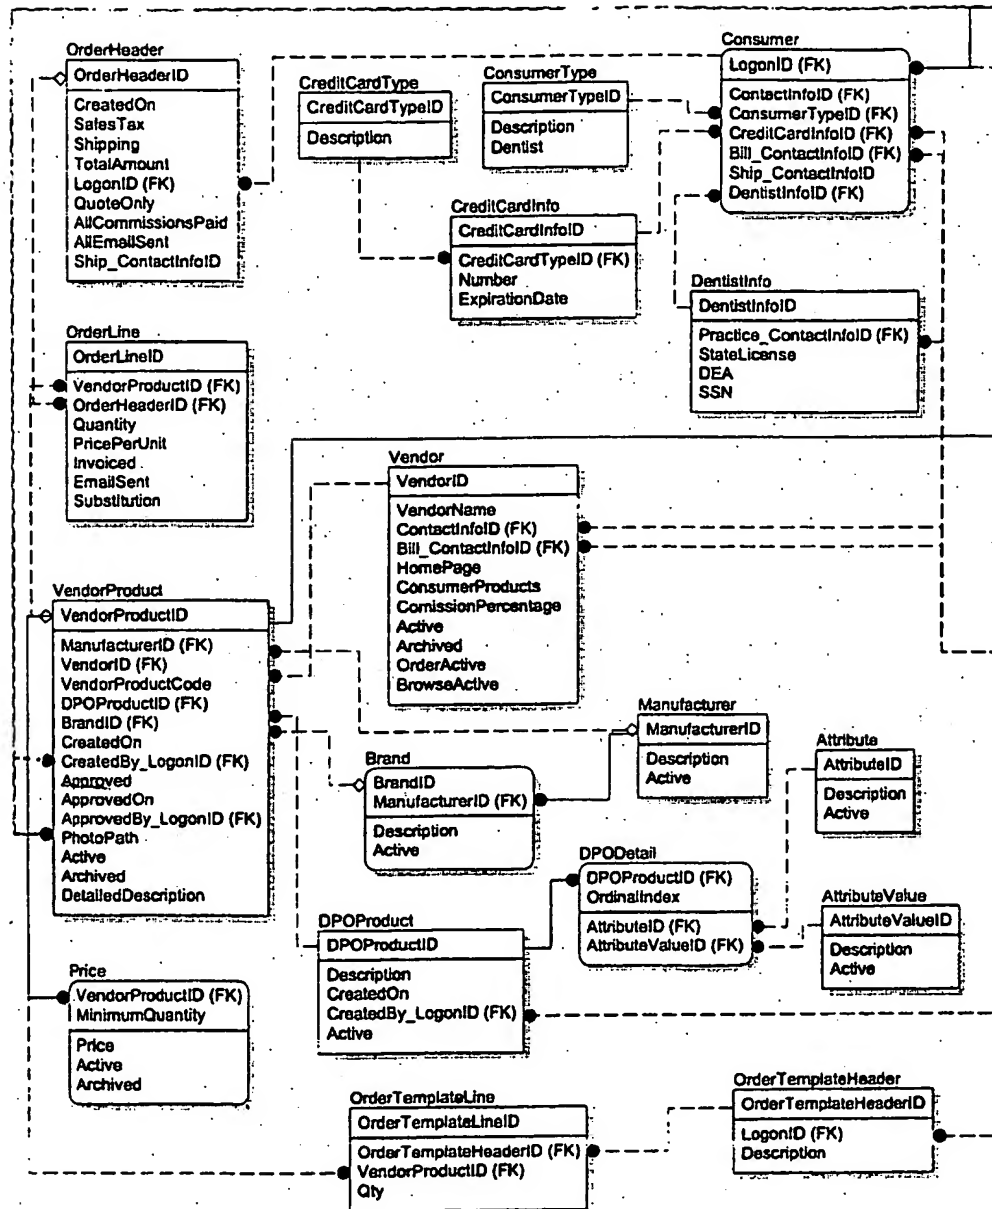 OrderHeader
OrderHeaderID
CreatedOn
SalesTax
Shipping
TotalAmount
LogonID (FK)
QuoteOnly
AllCommissionsPaid
AllEmailSent
Ship_ContactInfoID
CreditCardType
CreditCardTypeID
Description
ConsumerType
ConsumerTypeID
Description
Dentist
Consumer
LogonID (FK)
ContactInfoID (FK)
ConsumerTypeID (FK)
CreditCardInfoID (FK)
Bill_ContactInfoID (FK)
Ship_ContactInfoID
DentistInfoID (FK)
CreditCardInfo
CreditCardInfoID
CreditCardTypeID (FK)
Number
ExpirationDate
DentistInfo
DentistInfoID
Practice_ContactInfoID (FK)
StateLicense
DEA
SSN
OrderLine
OrderLineID
VendorProductID (FK)
OrderHeaderID (FK)
Quantity
PricePerUnit
Invoiced
EmailSent
Substitution
Vendor
VendorID
VendorName
ContactInfoID (FK)
Bill_ContactInfoID (FK)
HomePage
ConsumerProducts
ComissionPercentage
Active
Archived
OrderActive
BrowseActive
VendorProduct
VendorProductID
ManufacturerID (FK)
VendorID (FK)
VendorProductCode
DPOProductID (FK)
BrandID (FK)
CreatedOn
CreatedBy_LogonID (FK)
Approved
ApprovedOn
ApprovedBy_LogonID (FK)
PhotoPath
Active
Archived
DetailedDescription
Manufacturer
ManufacturerID
Description
Active
Attribute
AttributeID
Description
Active
Brand
BrandID
ManufacturerID (FK)
Description
Active
DPODetail
DPOProductID (FK)
OrdinalIndex
AttributeID (FK)
AttributeValueID (FK)
AttributeValue
AttributeValueID
Description
Active
DPOProduct
DPOProductID
Description
CreatedOn
CreatedBy_LogonID (FK)
Active
Price
VendorProductID (FK)
MinimumQuantity
Price
Active
Archived
OrderTemplateLine
OrderTemplateLineID
OrderTemplateHeaderID (FK)
VendorProductID (FK)
Qty
OrderTemplateHeader
OrderTemplateHeaderID
LogonID (FK)
Description